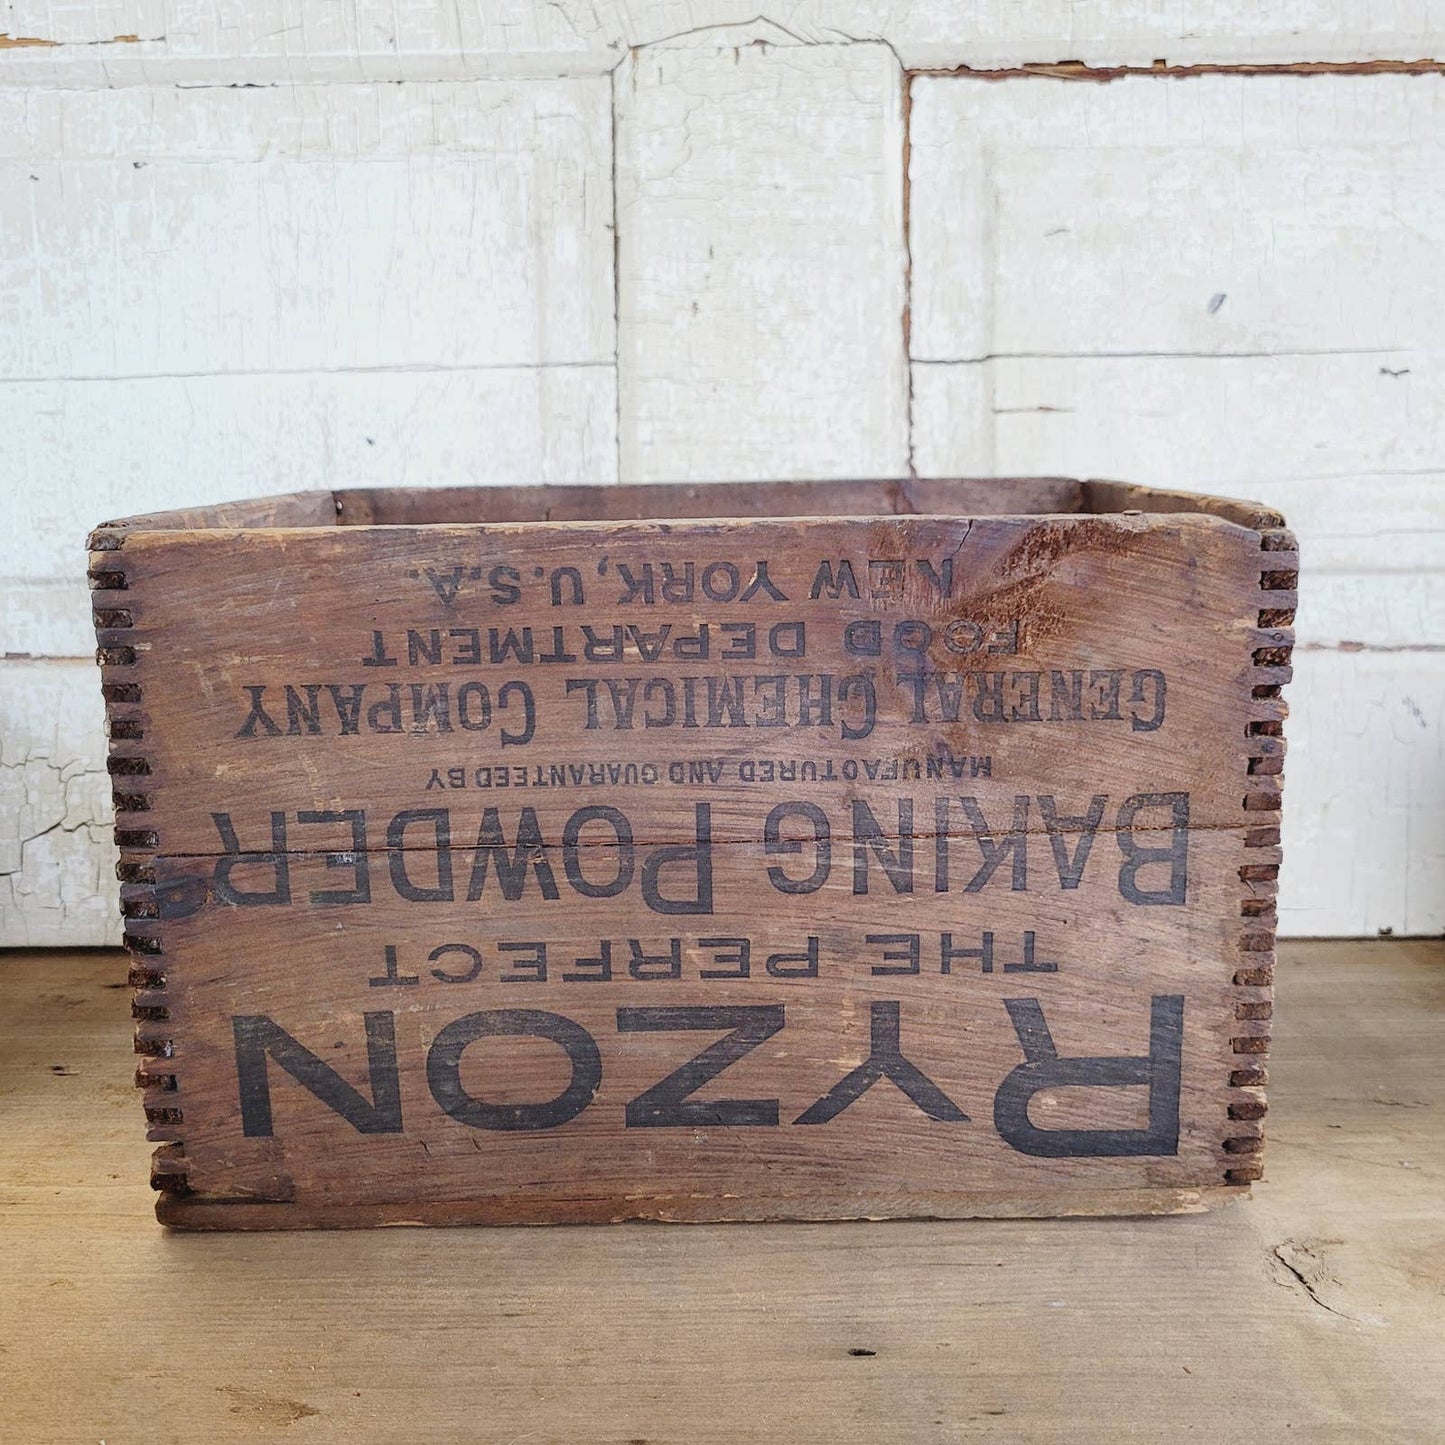 RYZON
THE PERFECT
BAKING POWDER
MANUFACTURED AND GUARANTEED BY
GENERAL CHEMICAL COMPANY
FOOD DEPARTMENT
NEW YORK, U.S.A.